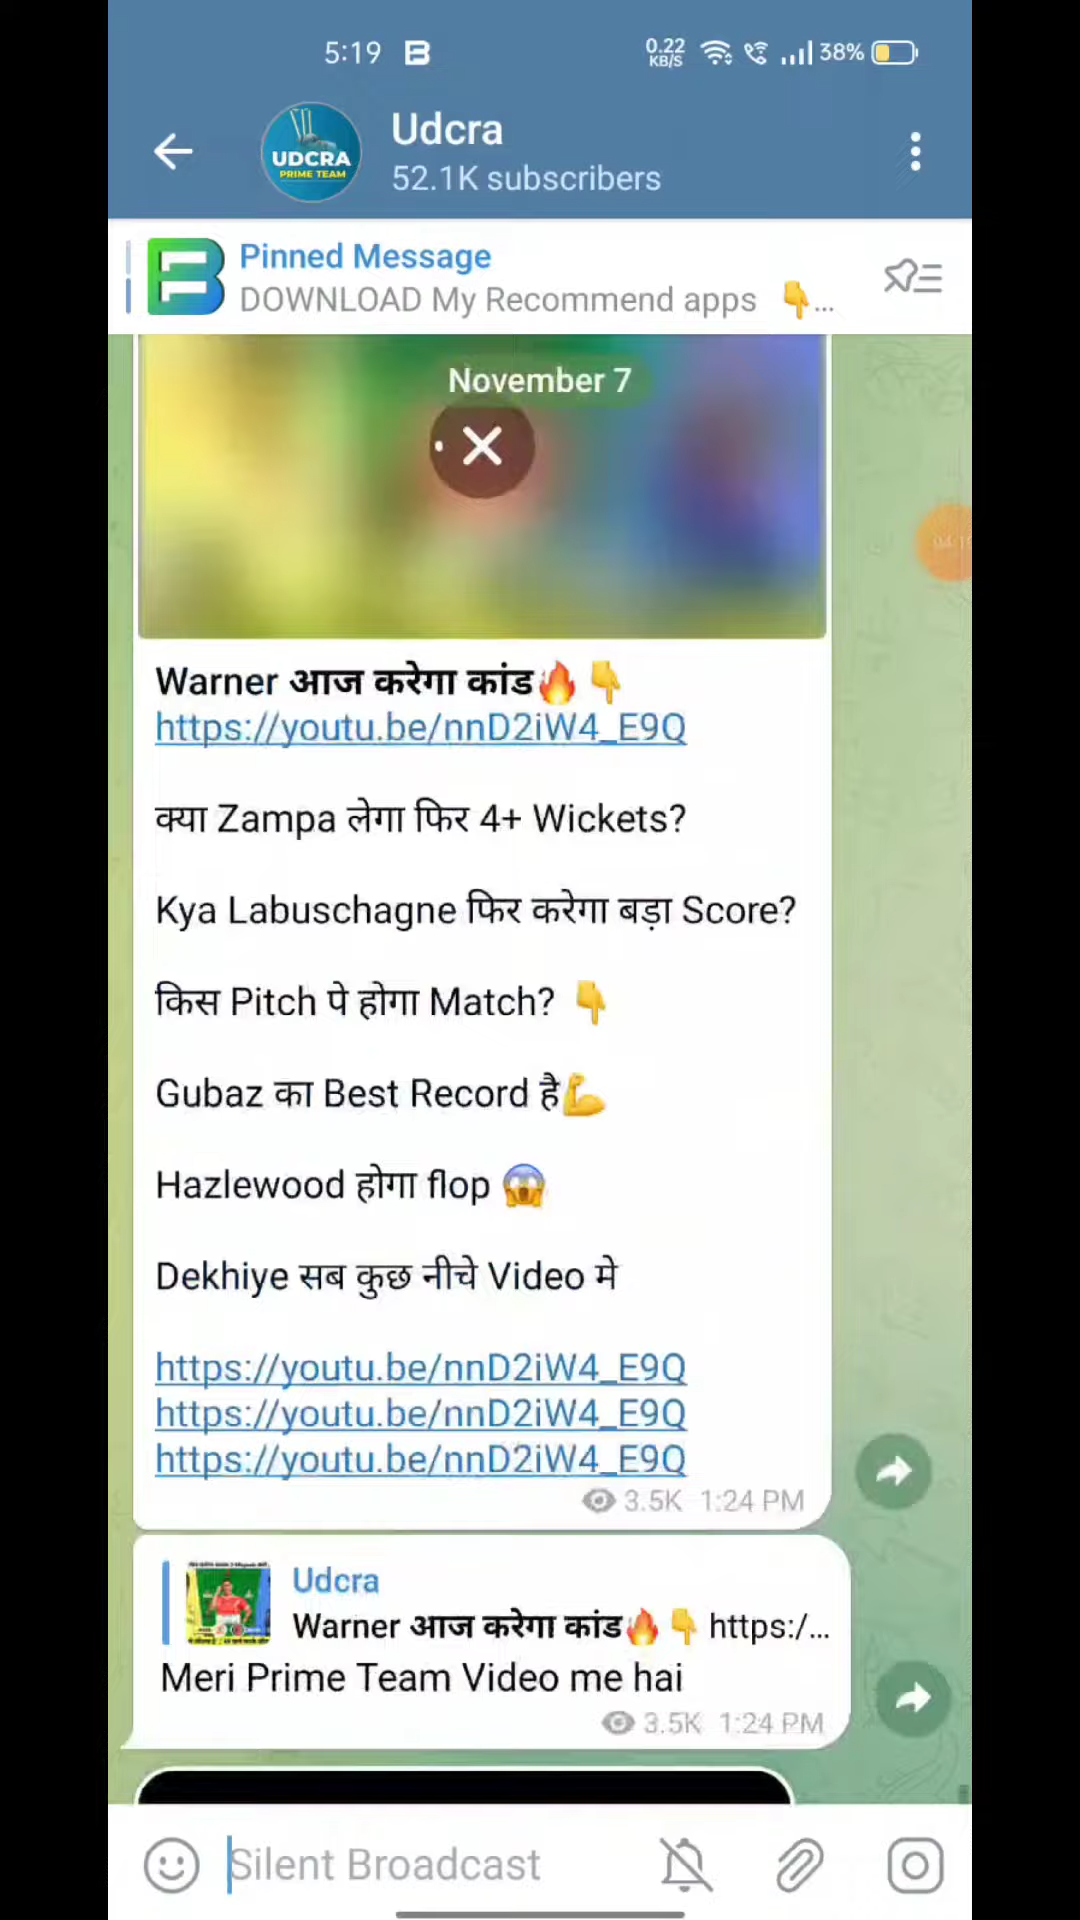 5:19
0.22
KB/S
38%
Udcra
52.1K subscribers
UDCRA
PRIME TEAM
Pinned Message
DOWNLOAD My Recommend apps 👇...
November 7
Warner आज करेगा कांड🔥👇
https://youtu.be/nnD2iW4_E9Q
क्या Zampa लेगा फिर 4+ Wickets?
Kya Labuschagne फिर करेगा बड़ा Score?
किस Pitch पे होगा Match? 👇
Gubaz का Best Record है💪
Hazlewood होगा flop 😱
Dekhiye सब कुछ नीचे Video मे
https://youtu.be/nnD2iW4_E9Q
https://youtu.be/nnD2iW4_E9Q
https://youtu.be/nnD2iW4_E9Q
3.5K 1:24 PM
Udcra
Warner आज करेगा कांड🔥👇 https:/...
Meri Prime Team Video me hai
3.5K 1:24 PM
Silent Broadcast